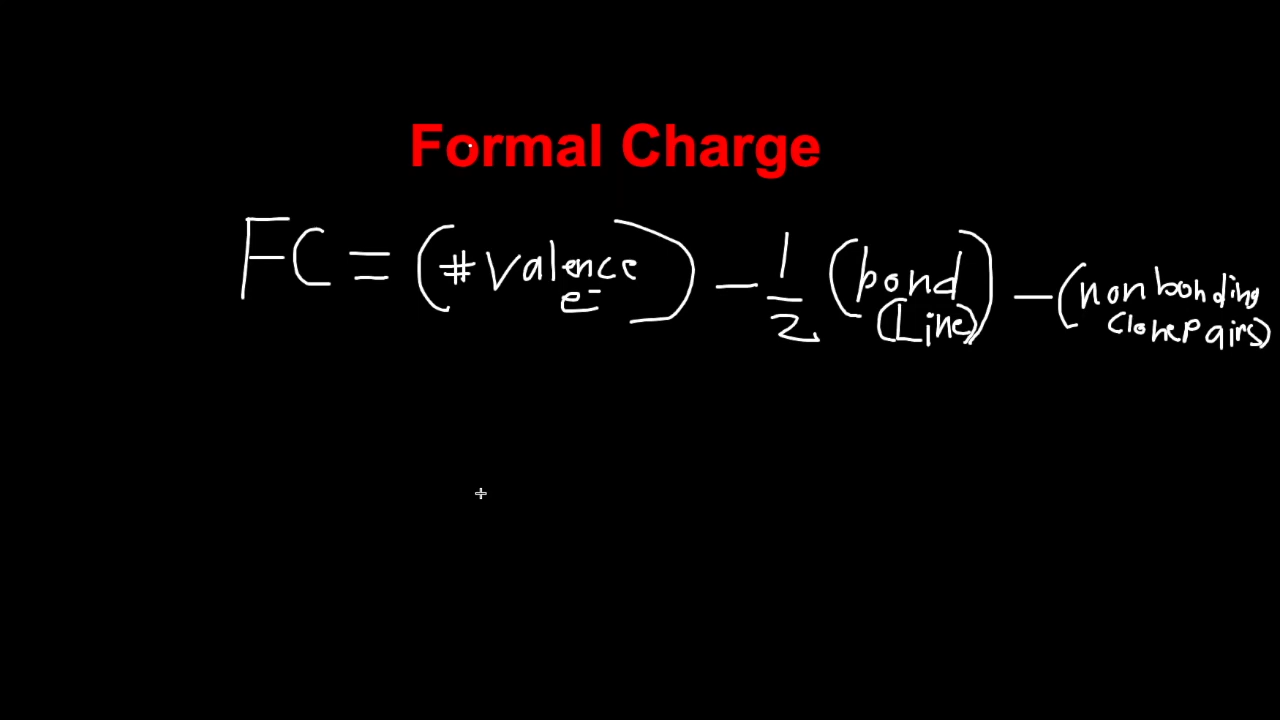 Formal Charge
FC = (# valence e-) - 1/2 (bond (Line)) - (nonbonding (lone pairs)